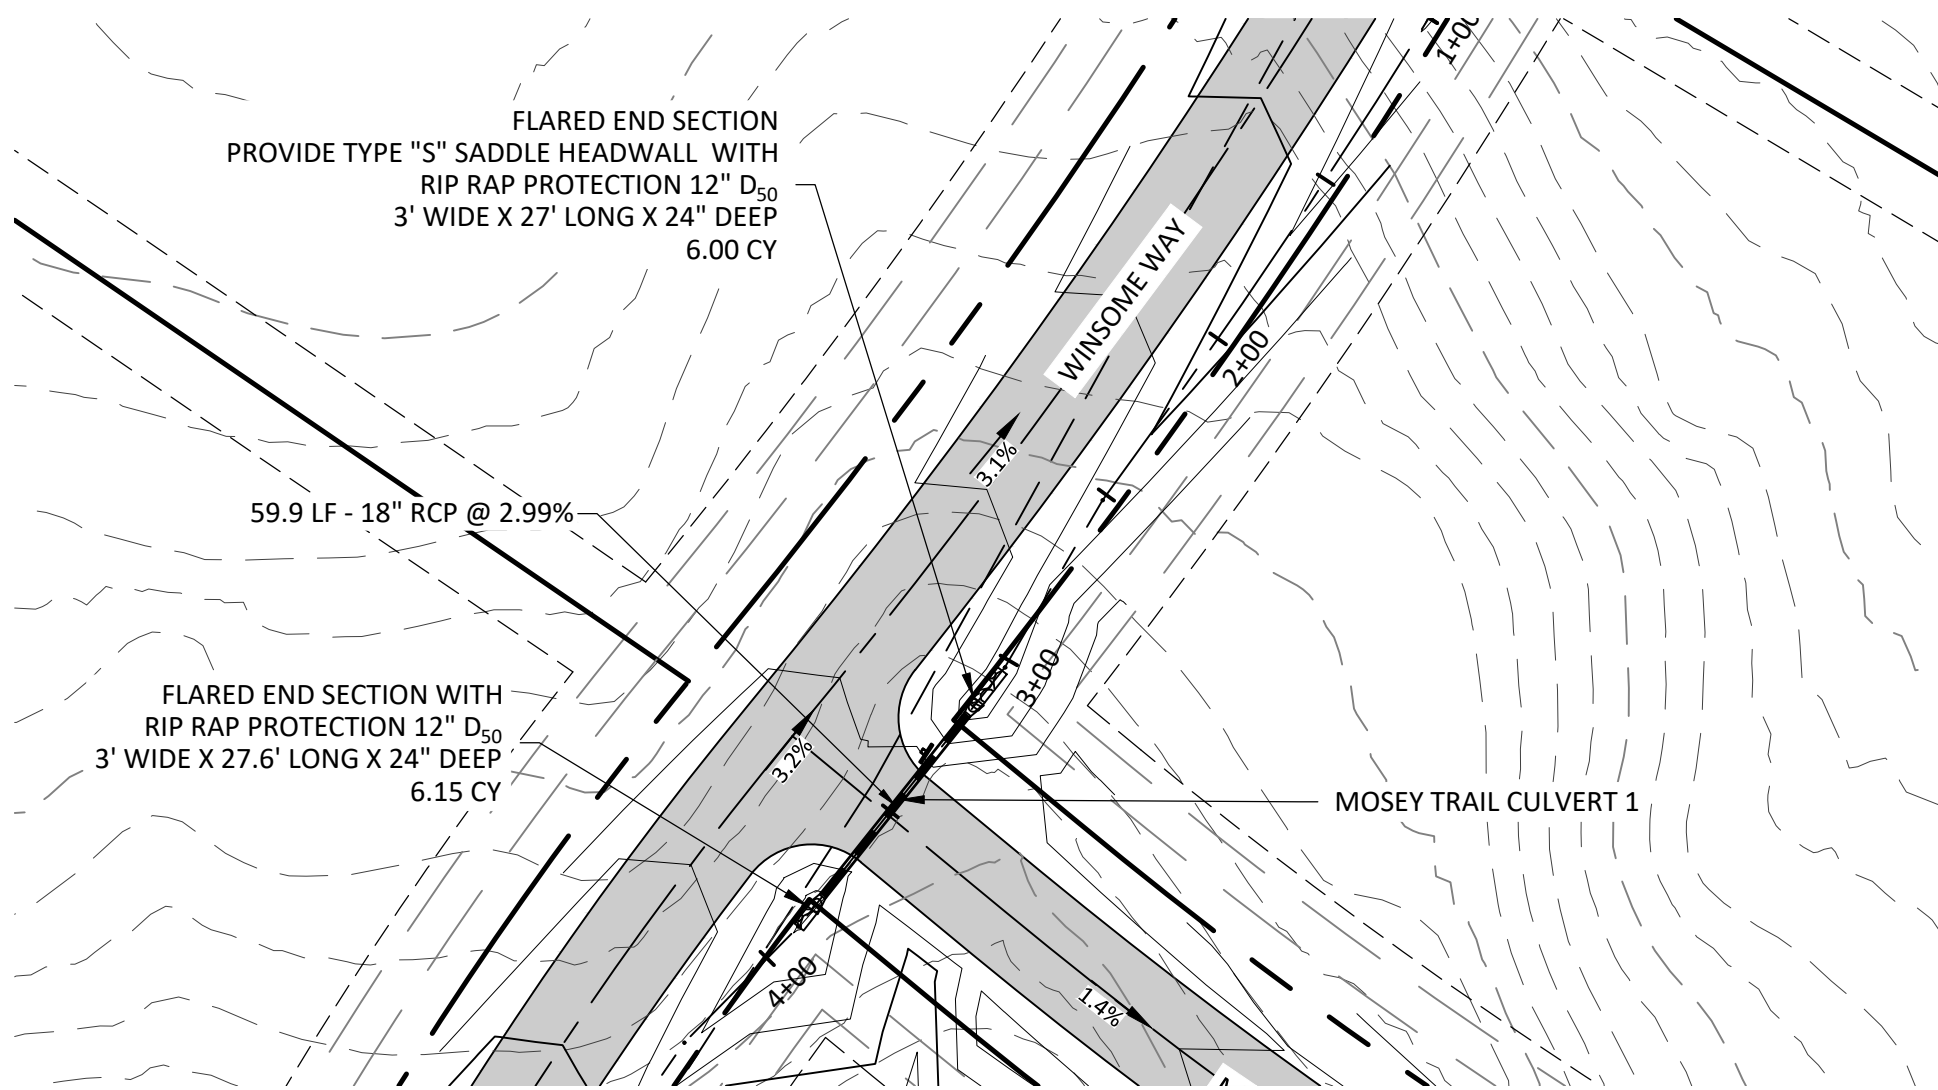 1+00
FLARED END SECTION
PROVIDE TYPE "S" SADDLE HEADWALL WITH
RIP RAP PROTECTION 12" D50
3' WIDE X 27' LONG X 24" DEEP
6.00 CY
WINSOME WAY
2+00
3.1%
59.9 LF - 18" RCP @ 2.99%
3+00
FLARED END SECTION WITH
RIP RAP PROTECTION 12" D50
3' WIDE X 27.6' LONG X 24" DEEP
6.15 CY
3.2%
MOSEY TRAIL CULVERT 1
4+00
1.4%